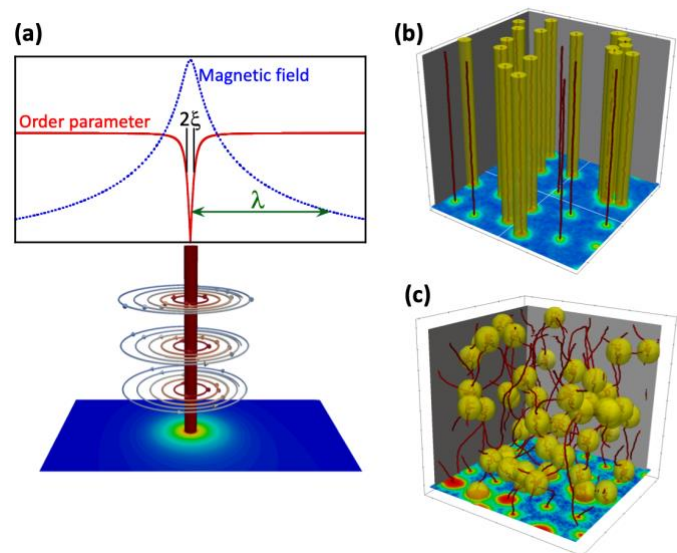 (a)
Magnetic field
Order parameter
2ξ
λ
(b)
(c)